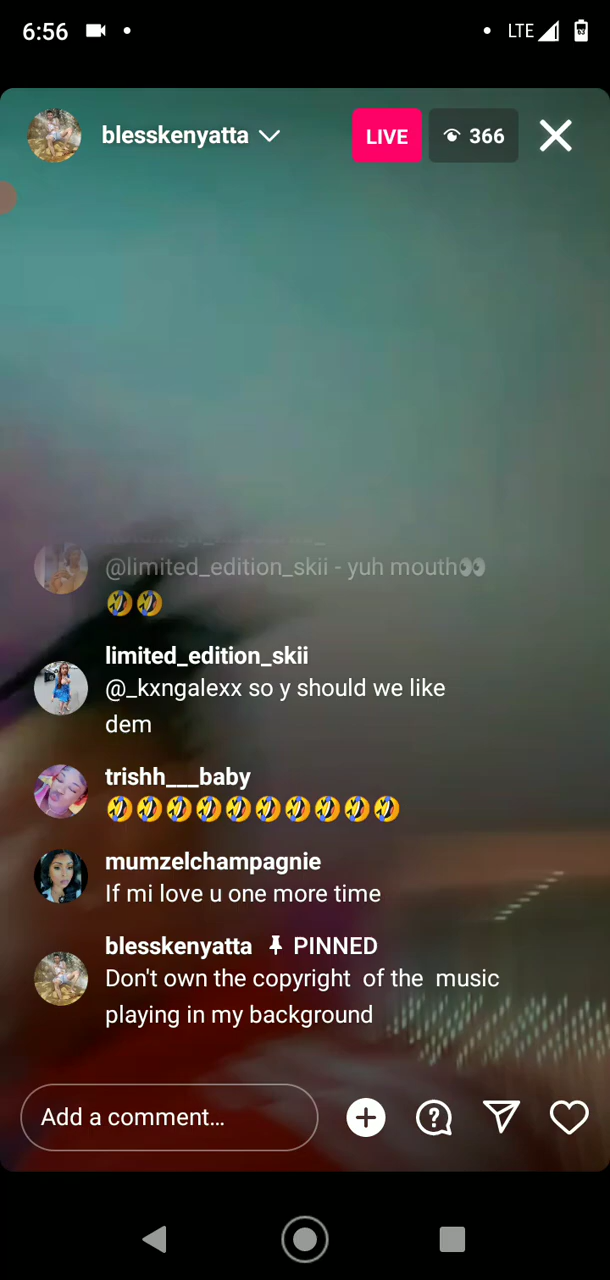 6:56
LTE
blesskenyatta
LIVE
366
@limited_edition_skii - yuh mouth👀
🤣🤣
limited_edition_skii
@_kxngalexx so y should we like
dem
trishh___baby
🤣🤣🤣🤣🤣🤣🤣🤣🤣🤣
mumzelchampagnie
If mi love u one more time
blesskenyatta PINNED
Don't own the copyright of the music
playing in my background
Add a comment...